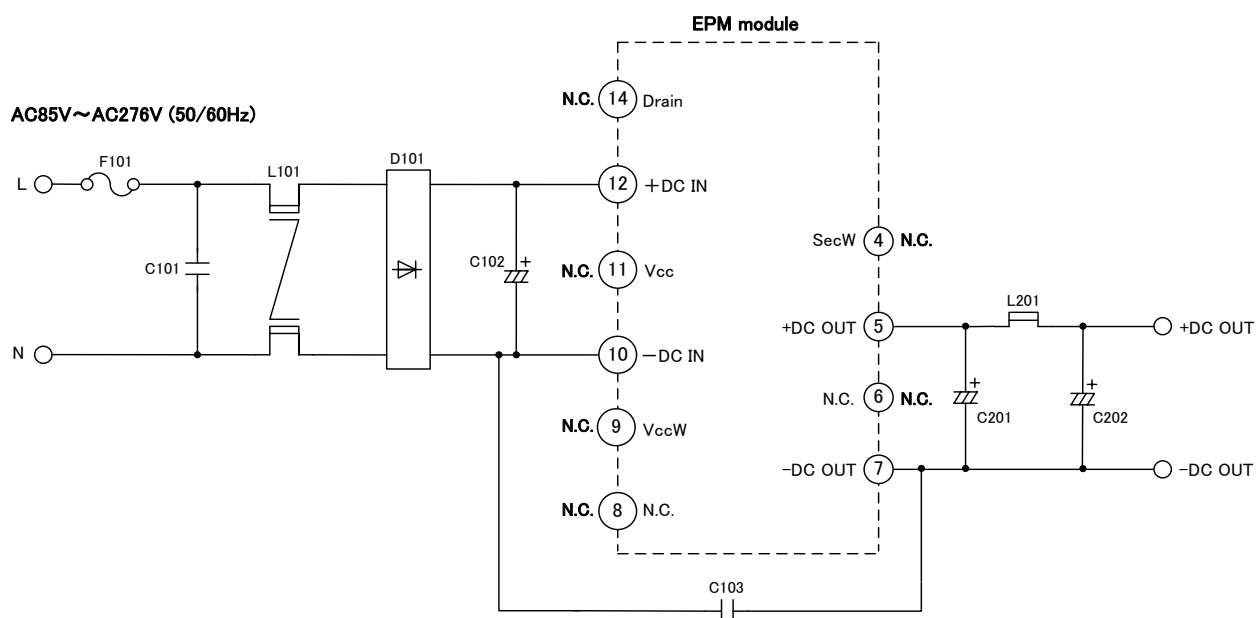 EPM module
N.C. 14 Drain
AC85V～AC276V (50/60Hz)
F101
L101
D101
L
12 +DC IN
SecW 4 N.C.
C101
C102 +
N.C. 11 Vcc
L201
+DC OUT 5
+DC OUT
N
10 −DC IN
N.C. 6 N.C.
+
C201
+
C202
N.C. 9 VccW
−DC OUT 7
−DC OUT
N.C. 8 N.C.
C103